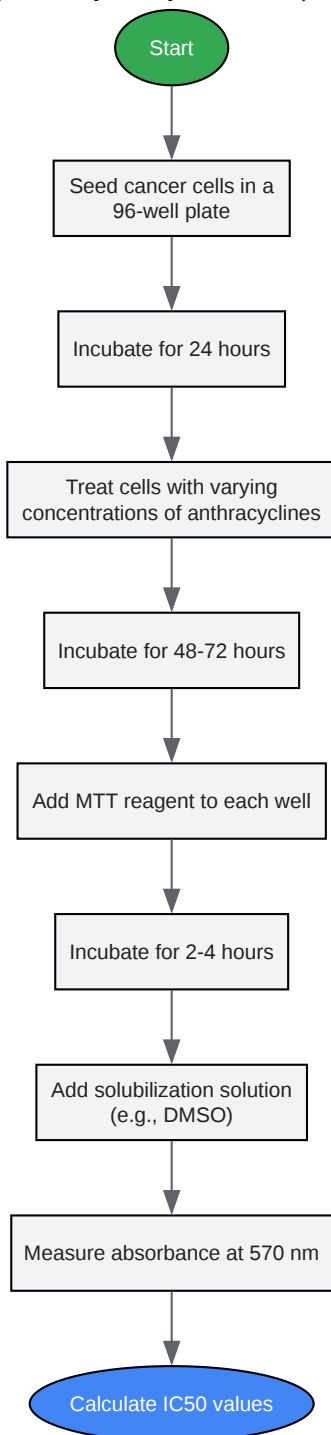 Start
Seed cancer cells in a
96-well plate
Incubate for 24 hours
Treat cells with varying
concentrations of anthracyclines
Incubate for 48-72 hours
Add MTT reagent to each well
Incubate for 2-4 hours
Add solubilization solution
(e.g., DMSO)
Measure absorbance at 570 nm
Calculate IC50 values